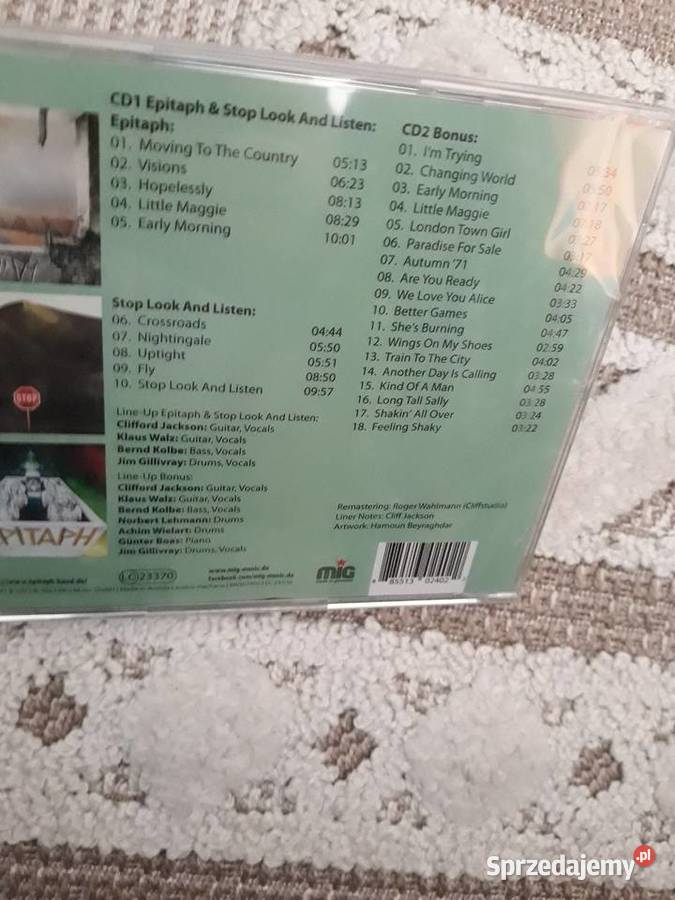 CD1 Epitaph & Stop Look And Listen:
Epitaph:
01. Moving To The Country 05:13
02. Visions 06:23
03. Hopelessly 08:13
04. Little Maggie 08:29
05. Early Morning 10:01
Stop Look And Listen:
06. Crossroads 04:44
07. Nightingale 05:50
08. Uptight 05:51
09. Fly 08:50
10. Stop Look And Listen 09:57
Line-Up Epitaph & Stop Look And Listen:
Clifford Jackson: Guitar, Vocals
Klaus Walz: Guitar, Vocals
Bernd Kolbe: Bass, Vocals
Jim Gillivray: Drums, Vocals
Line-Up Bonus:
Clifford Jackson: Guitar, Vocals
Klaus Walz: Guitar, Vocals
Bernd Kolbe: Bass, Vocals
Norbert Lehmann: Drums
Achim Wielert: Drums
Günter Boas: Piano
Jim Gillivray: Drums, Vocals
CD2 Bonus:
01. I'm Trying
02. Changing World
03. Early Morning
04. Little Maggie
05. London Town Girl
06. Paradise For Sale
07. Autumn '71 04:29
08. Are You Ready 04:22
09. We Love You Alice 03:33
10. Better Games 04:05
11. She's Burning 04:47
12. Wings On My Shoes 02:59
13. Train To The City 04:02
14. Another Day Is Calling 03:28
15. Kind Of A Man 04:55
16. Long Tall Sally 03:28
17. Shakin' All Over 03:24
18. Feeling Shaky 03:22
Remastering: Roger Wahlmann (Cliffstudio)
Liner Notes: Cliff Jackson
Artwork: Hamoun Beyraghdar
STOP
PITAPH
LC 23370
www.mig-music.de
facebook.com/mig-music.de
MIG
85513 02402
Sprzedajemy.pl